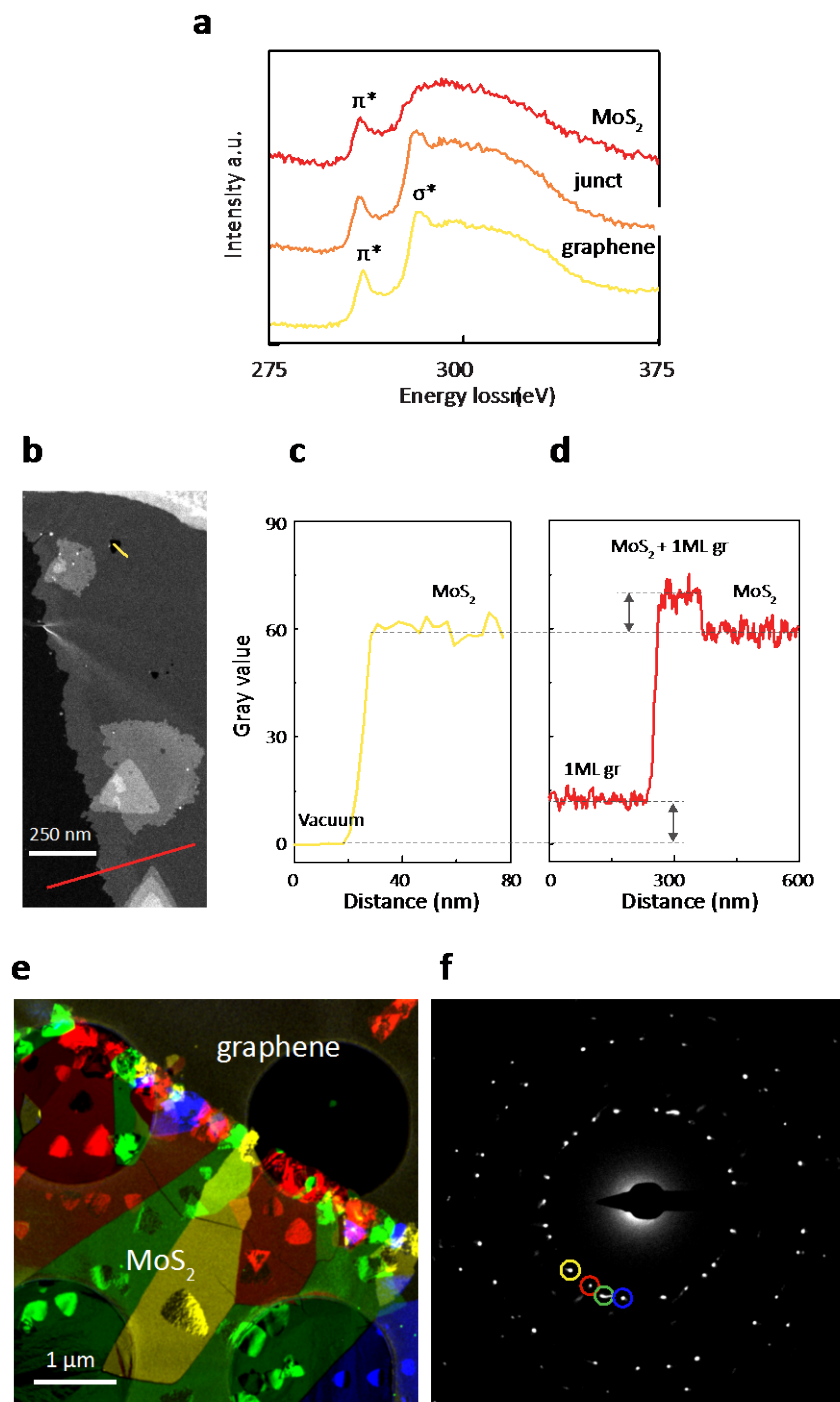 a
π*
MoS₂
junct
σ*
graphene
π*
Intensity a.u.
275
300
375
Energy loss (eV)
b
c
d
250 nm
90
60
30
0
Gray value
MoS₂
Vacuum
0
40
80
Distance (nm)
MoS₂ + 1ML gr
MoS₂
1ML gr
0
300
600
Distance (nm)
e
f
graphene
MoS₂
1 μm